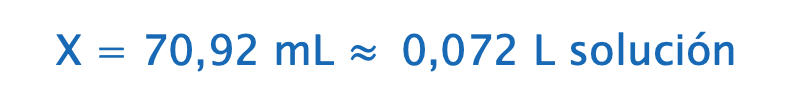 X = 70,92 mL ≈ 0,072 L solución